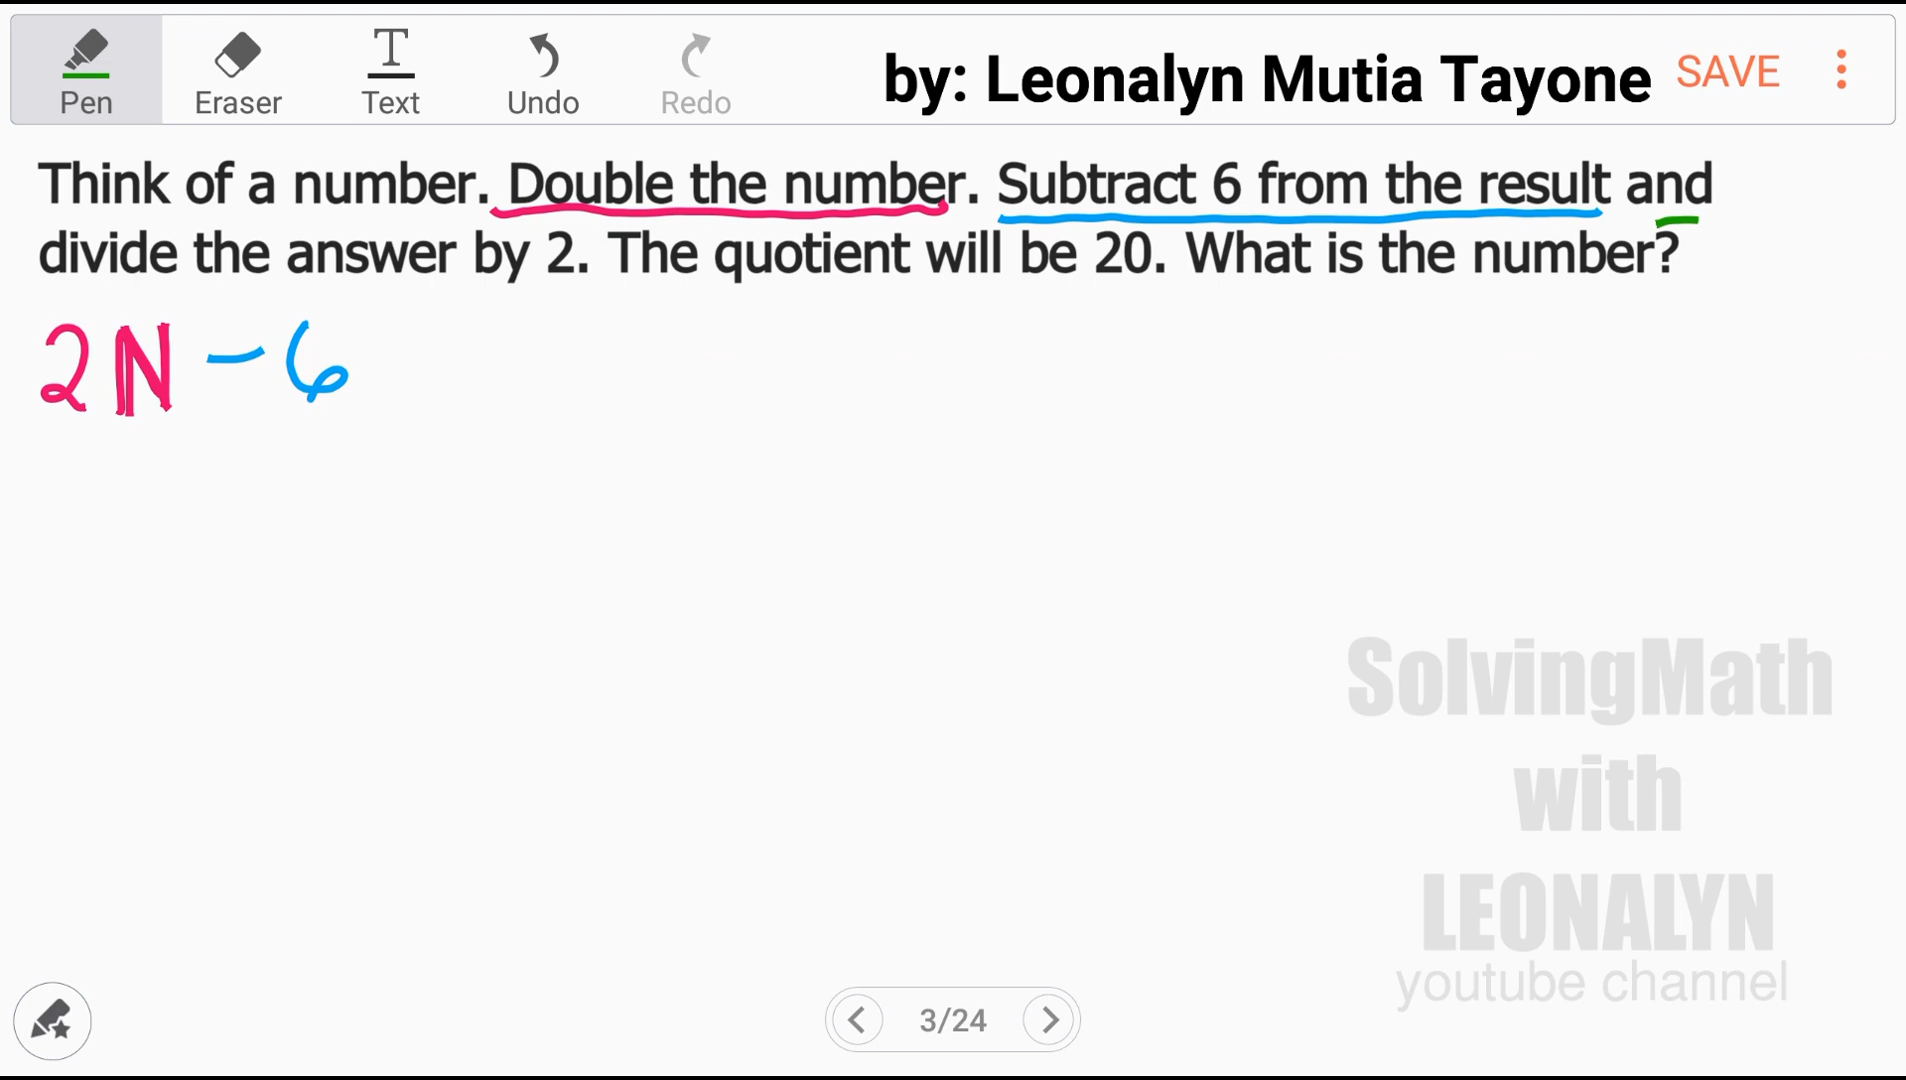 Pen
Eraser
Text
Undo
Redo
by: Leonalyn Mutia Tayone
SAVE
Think of a number. Double the number. Subtract 6 from the result and
divide the answer by 2. The quotient will be 20. What is the number?
2N - 6
SolvingMath
with
LEONALYN
youtube channel
3/24